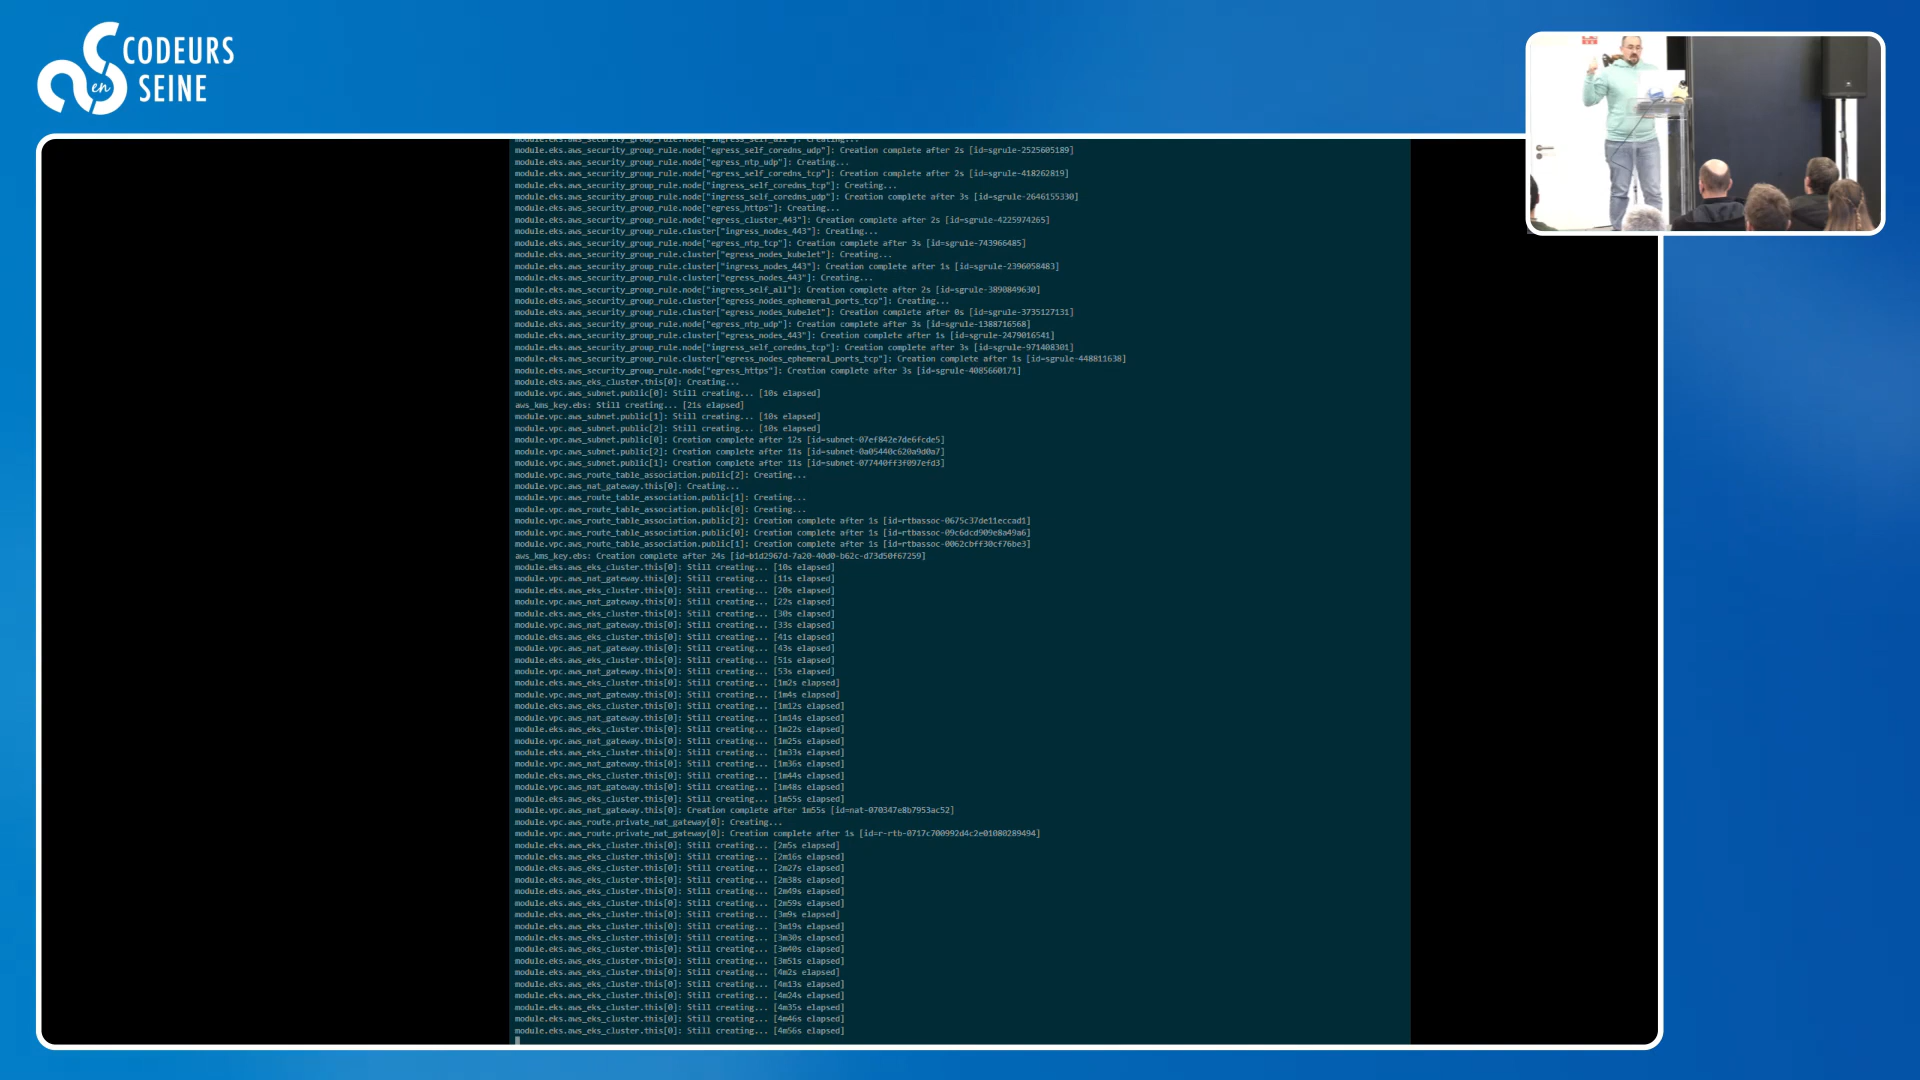 CODEURS
en
SEINE
module.eks.aws_security_group_rule.node["ingress_self_all"]: Creating...
module.eks.aws_security_group_rule.node["egress_self_coredns_udp"]: Creation complete after 2s [id=sgrule-2525605189]
module.eks.aws_security_group_rule.node["egress_ntp_udp"]: Creating...
module.eks.aws_security_group_rule.node["egress_self_coredns_tcp"]: Creation complete after 2s [id=sgrule-418262819]
module.eks.aws_security_group_rule.node["ingress_self_coredns_tcp"]: Creating...
module.eks.aws_security_group_rule.node["ingress_self_coredns_udp"]: Creation complete after 3s [id=sgrule-2646155330]
module.eks.aws_security_group_rule.node["egress_https"]: Creating...
module.eks.aws_security_group_rule.node["egress_cluster_443"]: Creation complete after 2s [id=sgrule-4225974265]
module.eks.aws_security_group_rule.cluster["ingress_nodes_443"]: Creating...
module.eks.aws_security_group_rule.node["egress_ntp_tcp"]: Creation complete after 3s [id=sgrule-743966485]
module.eks.aws_security_group_rule.cluster["egress_nodes_kubelet"]: Creating...
module.eks.aws_security_group_rule.cluster["ingress_nodes_443"]: Creation complete after 1s [id=sgrule-2396058483]
module.eks.aws_security_group_rule.cluster["egress_nodes_443"]: Creating...
module.eks.aws_security_group_rule.node["ingress_self_all"]: Creation complete after 2s [id=sgrule-3890849630]
module.eks.aws_security_group_rule.cluster["egress_nodes_ephemeral_ports_tcp"]: Creating...
module.eks.aws_security_group_rule.cluster["egress_nodes_kubelet"]: Creation complete after 0s [id=sgrule-3735127131]
module.eks.aws_security_group_rule.node["egress_ntp_udp"]: Creation complete after 3s [id=sgrule-1388716568]
module.eks.aws_security_group_rule.cluster["egress_nodes_443"]: Creation complete after 1s [id=sgrule-2479016541]
module.eks.aws_security_group_rule.node["ingress_self_coredns_tcp"]: Creation complete after 3s [id=sgrule-971408301]
module.eks.aws_security_group_rule.cluster["egress_nodes_ephemeral_ports_tcp"]: Creation complete after 1s [id=sgrule-448811638]
module.eks.aws_security_group_rule.node["egress_https"]: Creation complete after 3s [id=sgrule-4085660171]
module.eks.aws_eks_cluster.this[0]: Creating...
module.vpc.aws_subnet.public[0]: Still creating... [10s elapsed]
aws_kms_key.ebs: Still creating... [21s elapsed]
module.vpc.aws_subnet.public[1]: Still creating... [10s elapsed]
module.vpc.aws_subnet.public[2]: Still creating... [10s elapsed]
module.vpc.aws_subnet.public[0]: Creation complete after 12s [id=subnet-07ef842e7de6fcde5]
module.vpc.aws_subnet.public[2]: Creation complete after 11s [id=subnet-0a05440c620a9d0a7]
module.vpc.aws_subnet.public[1]: Creation complete after 11s [id=subnet-077440ff3f097efd3]
module.vpc.aws_route_table_association.public[2]: Creating...
module.vpc.aws_nat_gateway.this[0]: Creating...
module.vpc.aws_route_table_association.public[1]: Creating...
module.vpc.aws_route_table_association.public[0]: Creating...
module.vpc.aws_route_table_association.public[2]: Creation complete after 1s [id=rtbassoc-0675c37de11eccad1]
module.vpc.aws_route_table_association.public[0]: Creation complete after 1s [id=rtbassoc-09c6dcd909e8a49a6]
module.vpc.aws_route_table_association.public[1]: Creation complete after 1s [id=rtbassoc-0062cbff30cf76be3]
aws_kms_key.ebs: Creation complete after 24s [id=b1d2967d-7a20-40d0-b62c-d73d50f67259]
module.eks.aws_eks_cluster.this[0]: Still creating... [10s elapsed]
module.vpc.aws_nat_gateway.this[0]: Still creating... [11s elapsed]
module.eks.aws_eks_cluster.this[0]: Still creating... [20s elapsed]
module.vpc.aws_nat_gateway.this[0]: Still creating... [22s elapsed]
module.eks.aws_eks_cluster.this[0]: Still creating... [30s elapsed]
module.vpc.aws_nat_gateway.this[0]: Still creating... [33s elapsed]
module.eks.aws_eks_cluster.this[0]: Still creating... [41s elapsed]
module.vpc.aws_nat_gateway.this[0]: Still creating... [43s elapsed]
module.eks.aws_eks_cluster.this[0]: Still creating... [51s elapsed]
module.vpc.aws_nat_gateway.this[0]: Still creating... [53s elapsed]
module.eks.aws_eks_cluster.this[0]: Still creating... [1m2s elapsed]
module.vpc.aws_nat_gateway.this[0]: Still creating... [1m4s elapsed]
module.eks.aws_eks_cluster.this[0]: Still creating... [1m12s elapsed]
module.vpc.aws_nat_gateway.this[0]: Still creating... [1m14s elapsed]
module.eks.aws_eks_cluster.this[0]: Still creating... [1m22s elapsed]
module.vpc.aws_nat_gateway.this[0]: Still creating... [1m25s elapsed]
module.eks.aws_eks_cluster.this[0]: Still creating... [1m33s elapsed]
module.vpc.aws_nat_gateway.this[0]: Still creating... [1m36s elapsed]
module.eks.aws_eks_cluster.this[0]: Still creating... [1m44s elapsed]
module.vpc.aws_nat_gateway.this[0]: Still creating... [1m48s elapsed]
module.eks.aws_eks_cluster.this[0]: Still creating... [1m55s elapsed]
module.vpc.aws_nat_gateway.this[0]: Creation complete after 1m55s [id=nat-070347e8b7953ac52]
module.vpc.aws_route.private_nat_gateway[0]: Creating...
module.vpc.aws_route.private_nat_gateway[0]: Creation complete after 1s [id=r-rtb-0717c700992d4c2e01080289494]
module.eks.aws_eks_cluster.this[0]: Still creating... [2m5s elapsed]
module.eks.aws_eks_cluster.this[0]: Still creating... [2m16s elapsed]
module.eks.aws_eks_cluster.this[0]: Still creating... [2m27s elapsed]
module.eks.aws_eks_cluster.this[0]: Still creating... [2m38s elapsed]
module.eks.aws_eks_cluster.this[0]: Still creating... [2m49s elapsed]
module.eks.aws_eks_cluster.this[0]: Still creating... [2m59s elapsed]
module.eks.aws_eks_cluster.this[0]: Still creating... [3m9s elapsed]
module.eks.aws_eks_cluster.this[0]: Still creating... [3m19s elapsed]
module.eks.aws_eks_cluster.this[0]: Still creating... [3m30s elapsed]
module.eks.aws_eks_cluster.this[0]: Still creating... [3m40s elapsed]
module.eks.aws_eks_cluster.this[0]: Still creating... [3m51s elapsed]
module.eks.aws_eks_cluster.this[0]: Still creating... [4m2s elapsed]
module.eks.aws_eks_cluster.this[0]: Still creating... [4m13s elapsed]
module.eks.aws_eks_cluster.this[0]: Still creating... [4m24s elapsed]
module.eks.aws_eks_cluster.this[0]: Still creating... [4m35s elapsed]
module.eks.aws_eks_cluster.this[0]: Still creating... [4m46s elapsed]
module.eks.aws_eks_cluster.this[0]: Still creating... [4m56s elapsed]